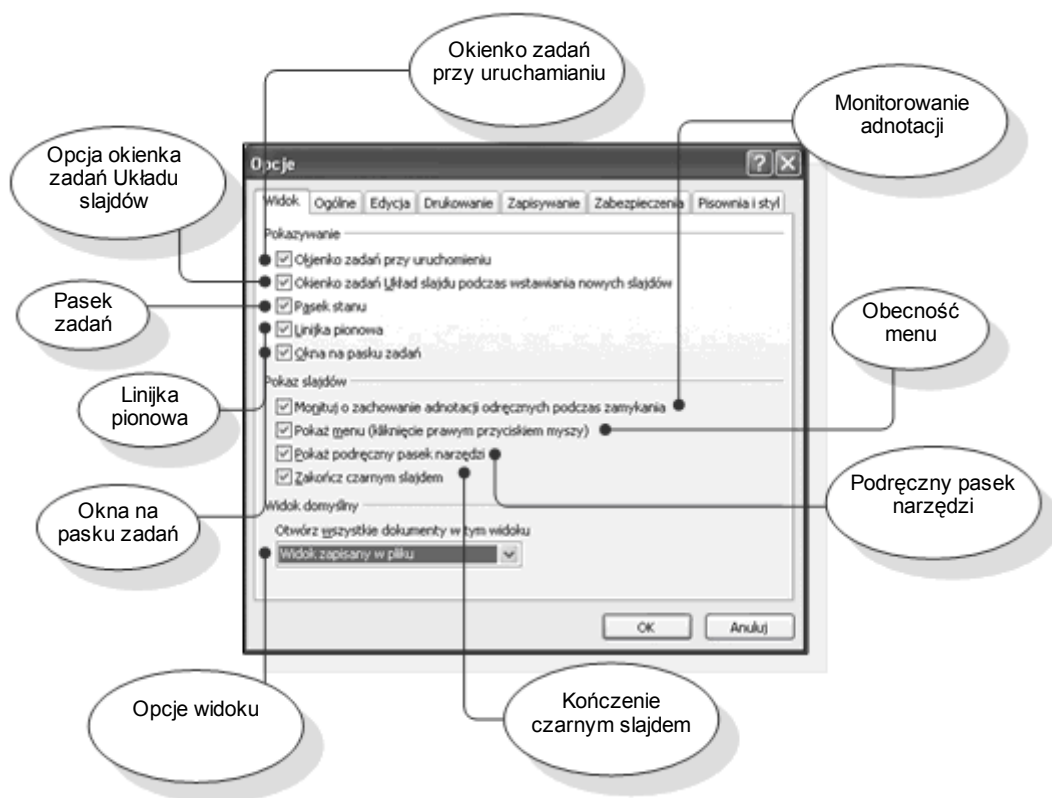 Okienko zadań
przy uruchamianiu
Monitorowanie
adnotacji
Opcja okienka
zadań Układu
slajdów
Opcje
Widok Ogólne Edycja Drukowanie Zapisywanie Zabezpieczenia Pisownia i styl
Pokazywanie
Okienko zadań przy uruchomieniu
Okienko zadań Układ slajdu podczas wstawiania nowych slajdów
Pasek stanu
Linijka pionowa
Okna na pasku zadań
Pasek
zadań
Obecność
menu
Linijka
pionowa
Pokaz slajdów
Monituj o zachowanie adnotacji odręcznych podczas zamykania
Pokaż menu (kliknięcie prawym przyciskiem myszy)
Pokaż podręczny pasek narzędzi
Zakończ czarnym slajdem
Podręczny pasek
narzędzi
Okna na
pasku zadań
Widok domyślny
Otwórz wszystkie dokumenty w tym widoku
Widok zapisany w pliku
OK Anuluj
Opcje widoku
Kończenie
czarnym slajdem